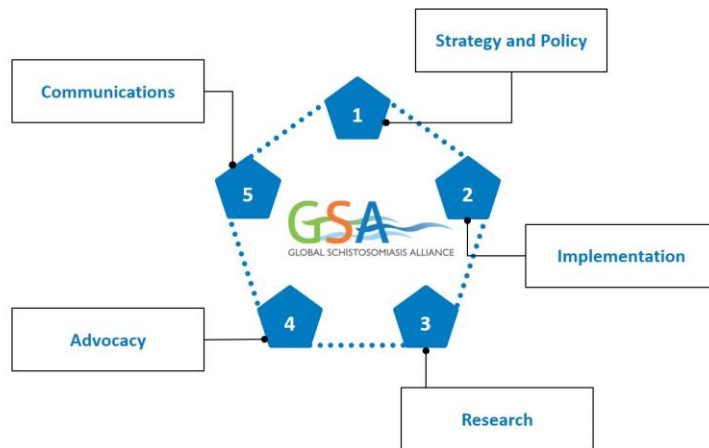 Strategy and Policy
Communications
1
5
2
GSA
GLOBAL SCHISTOSOMIASIS ALLIANCE
Implementation
4
3
Advocacy
Research